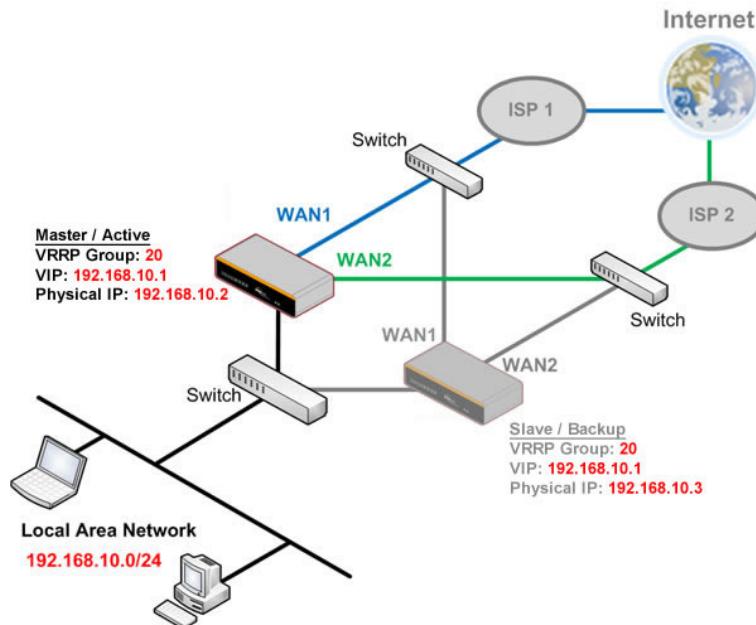 Internet
ISP 1
Switch
WAN1
Master / Active
VRRP Group: 20
VIP: 192.168.10.1
Physical IP: 192.168.10.2
WAN2
ISP 2
Switch
WAN1
WAN2
Switch
Slave / Backup
VRRP Group: 20
VIP: 192.168.10.1
Physical IP: 192.168.10.3
Local Area Network
192.168.10.0/24